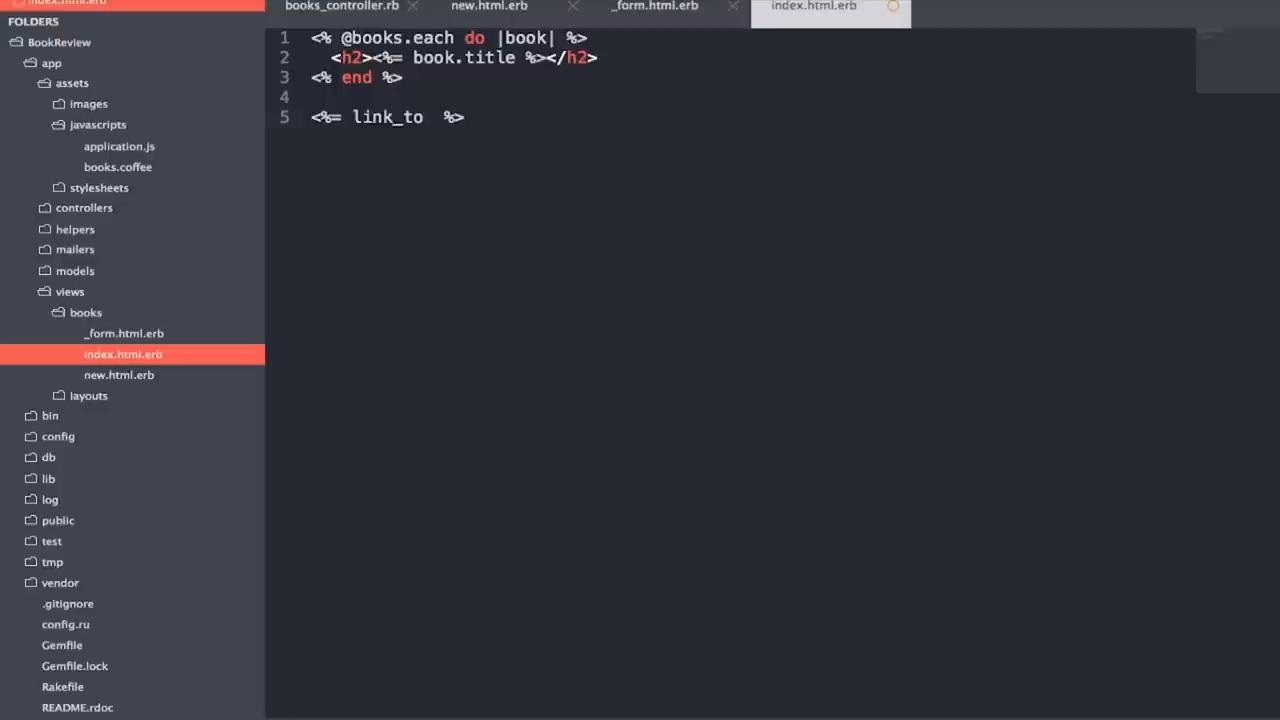 index.html.erb
books_controller.rb new.html.erb _form.html.erb index.html.erb
FOLDERS
BookReview
app
assets
images
javascripts
application.js
books.coffee
stylesheets
controllers
helpers
mailers
models
views
books
_form.html.erb
index.html.erb
new.html.erb
layouts
bin
config
db
lib
log
public
test
tmp
vendor
.gitignore
config.ru
Gemfile
Gemfile.lock
Rakefile
README.rdoc
1 <% @books.each do |book| %>
2 <h2><%= book.title %></h2>
3 <% end %>
4
5 <%= link_to  %>